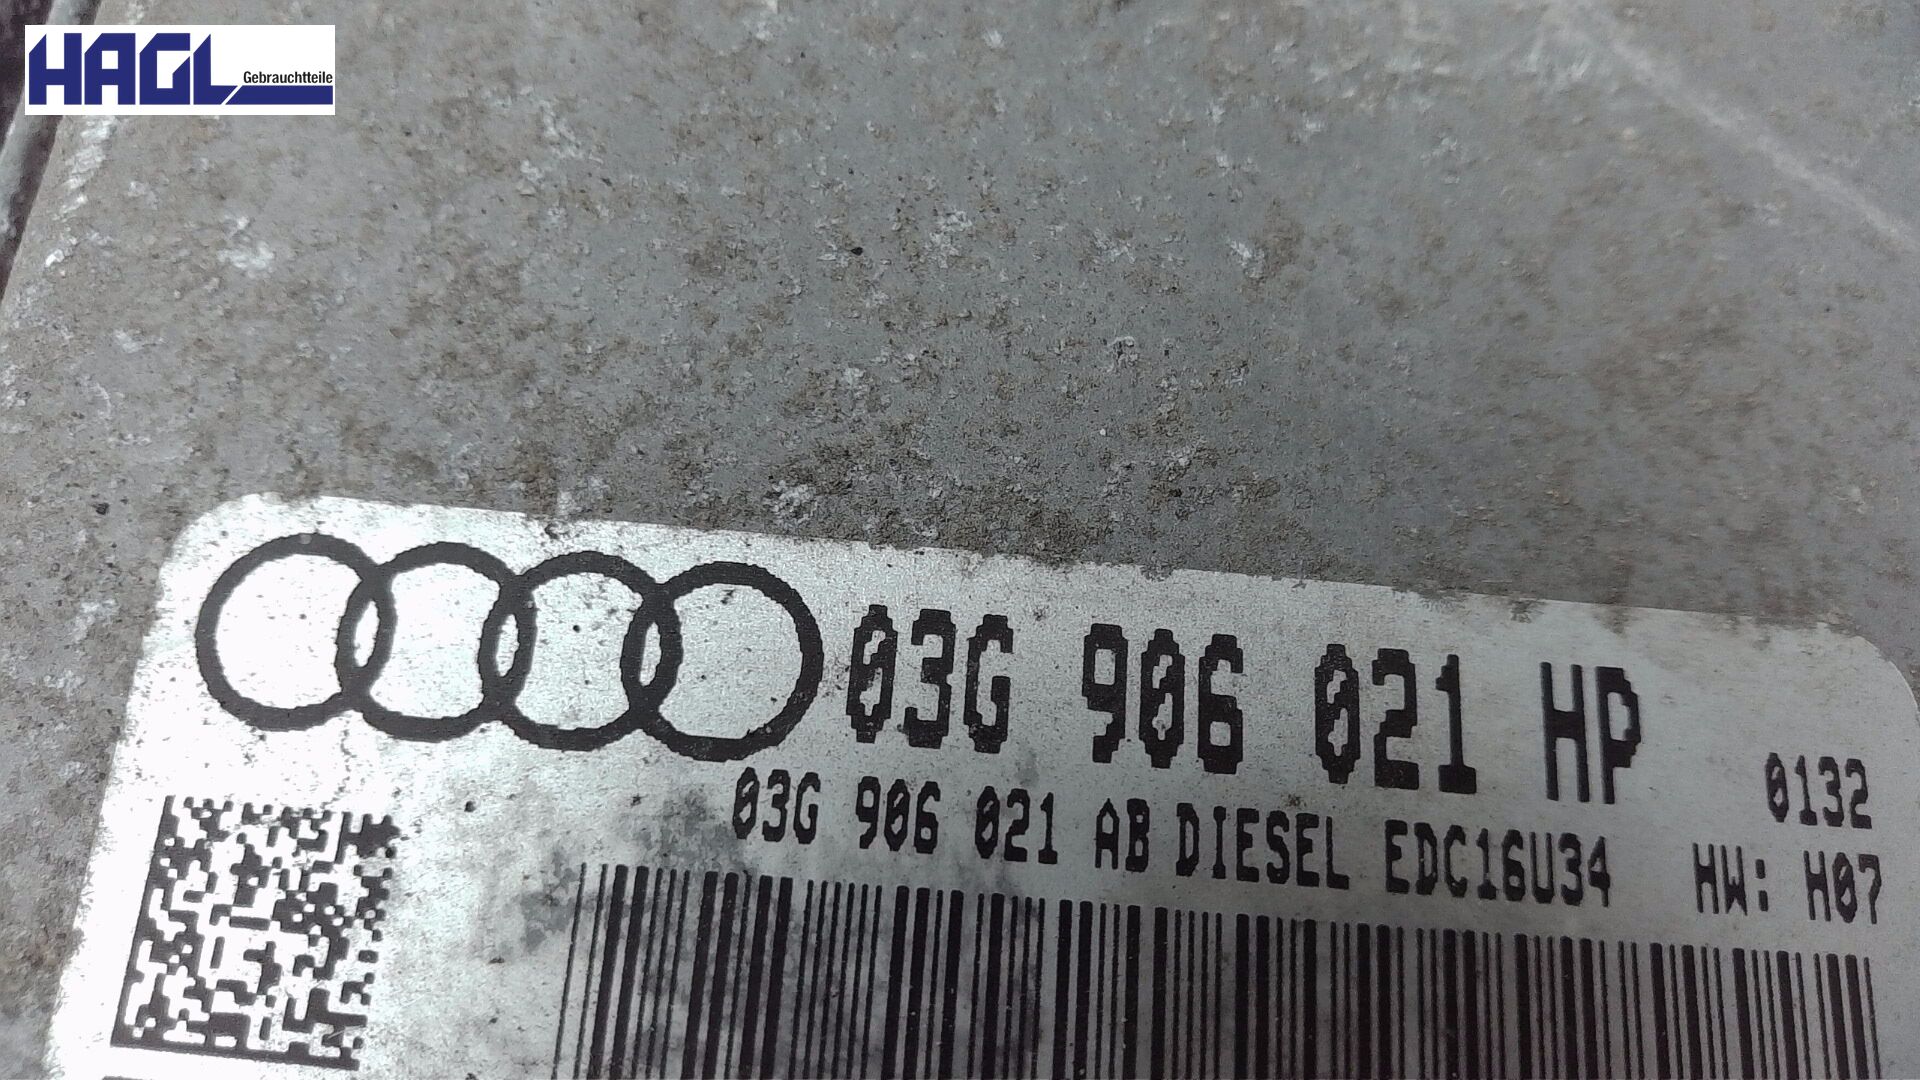 HAGL
Gebrauchtteile
03G 906 021 HP
0132
03G 906 021 AB DIESEL EDC16U34 HW: H07